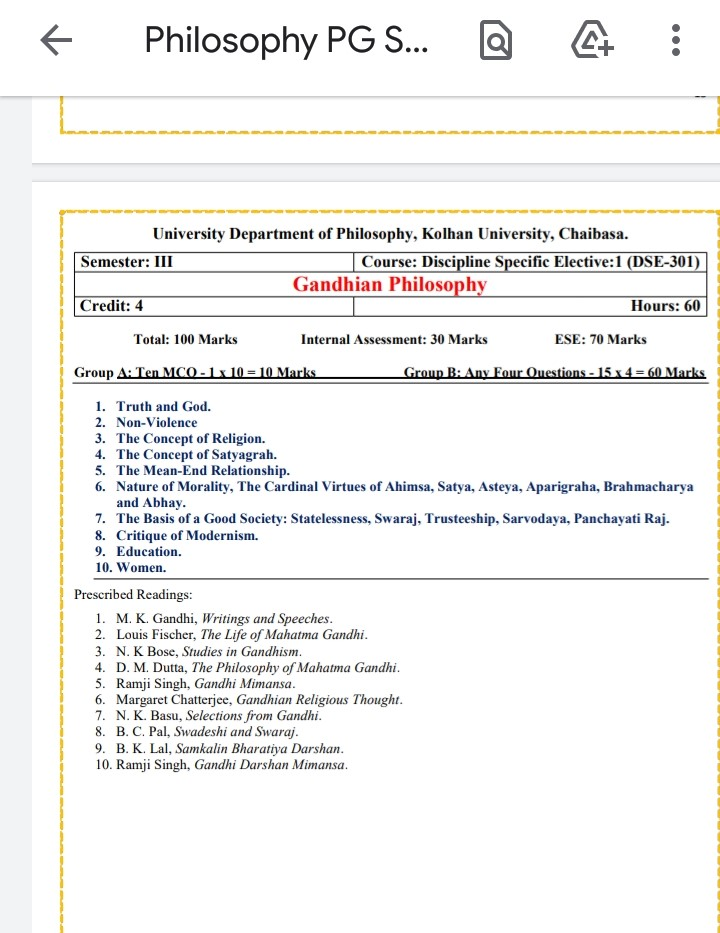 Philosophy PG S...
University Department of Philosophy, Kolhan University, Chaibasa.
Semester: III Course: Discipline Specific Elective:1 (DSE-301)
Gandhian Philosophy
Credit: 4 Hours: 60
Total: 100 Marks Internal Assessment: 30 Marks ESE: 70 Marks
Group A: Ten MCQ - 1 x 10 = 10 Marks Group B: Any Four Questions - 15 x 4 = 60 Marks
1. Truth and God.
2. Non-Violence
3. The Concept of Religion.
4. The Concept of Satyagrah.
5. The Mean-End Relationship.
6. Nature of Morality, The Cardinal Virtues of Ahimsa, Satya, Asteya, Aparigraha, Brahmacharya
and Abhay.
7. The Basis of a Good Society: Statelessness, Swaraj, Trusteeship, Sarvodaya, Panchayati Raj.
8. Critique of Modernism.
9. Education.
10. Women.
Prescribed Readings:
1. M. K. Gandhi, Writings and Speeches.
2. Louis Fischer, The Life of Mahatma Gandhi.
3. N. K Bose, Studies in Gandhism.
4. D. M. Dutta, The Philosophy of Mahatma Gandhi.
5. Ramji Singh, Gandhi Mimansa.
6. Margaret Chatterjee, Gandhian Religious Thought.
7. N. K. Basu, Selections from Gandhi.
8. B. C. Pal, Swadeshi and Swaraj.
9. B. K. Lal, Samkalin Bharatiya Darshan.
10. Ramji Singh, Gandhi Darshan Mimansa.